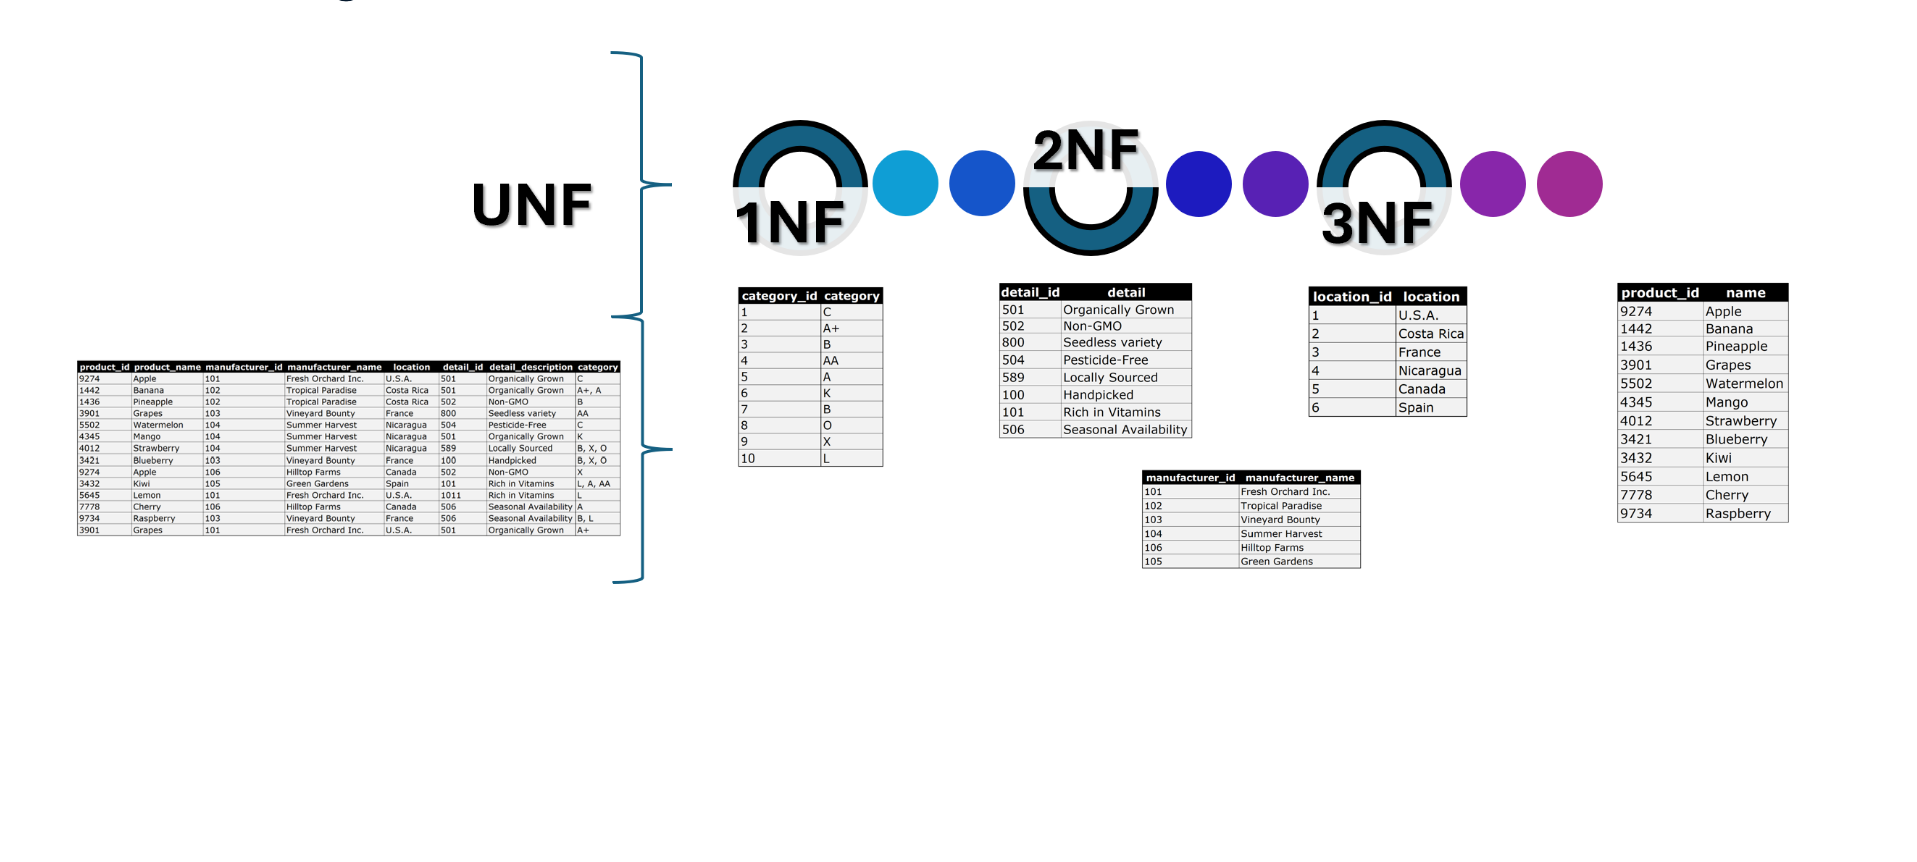 UNF
1NF
2NF
3NF
product_id product_name manufacturer_id manufacturer_name location detail_id detail_description category
9274 Apple 101 Fresh Orchard Inc. U.S.A. 501 Organically Grown C
1442 Banana 102 Tropical Paradise Costa Rica 501 Organically Grown A+, A
1436 Pineapple 102 Tropical Paradise Costa Rica 502 Non-GMO B
3901 Grapes 103 Vineyard Bounty France 800 Seedless variety AA
5502 Watermelon 104 Summer Harvest Nicaragua 504 Pesticide-Free C
4345 Mango 104 Summer Harvest Nicaragua 501 Organically Grown K
4012 Strawberry 104 Summer Harvest Nicaragua 589 Locally Sourced B, X, O
3421 Blueberry 103 Vineyard Bounty France 100 Handpicked B, X, O
9274 Apple 106 Hilltop Farms Canada 502 Non-GMO X
3432 Kiwi 105 Green Gardens Spain 101 Rich in Vitamins L, A, AA
5645 Lemon 101 Fresh Orchard Inc. U.S.A. 1011 Rich in Vitamins L
7778 Cherry 106 Hilltop Farms Canada 506 Seasonal Availability A
9734 Raspberry 103 Vineyard Bounty France 506 Seasonal Availability B, L
3901 Grapes 101 Fresh Orchard Inc. U.S.A. 501 Organically Grown A+
category_id category
1 C
2 A+
3 B
4 AA
5 A
6 K
7 B
8 O
9 X
10 L
detail_id detail
501 Organically Grown
502 Non-GMO
800 Seedless variety
504 Pesticide-Free
589 Locally Sourced
100 Handpicked
101 Rich in Vitamins
506 Seasonal Availability
manufacturer_id manufacturer_name
101 Fresh Orchard Inc.
102 Tropical Paradise
103 Vineyard Bounty
104 Summer Harvest
106 Hilltop Farms
105 Green Gardens
location_id location
1 U.S.A.
2 Costa Rica
3 France
4 Nicaragua
5 Canada
6 Spain
product_id name
9274 Apple
1442 Banana
1436 Pineapple
3901 Grapes
5502 Watermelon
4345 Mango
4012 Strawberry
3421 Blueberry
3432 Kiwi
5645 Lemon
7778 Cherry
9734 Raspberry